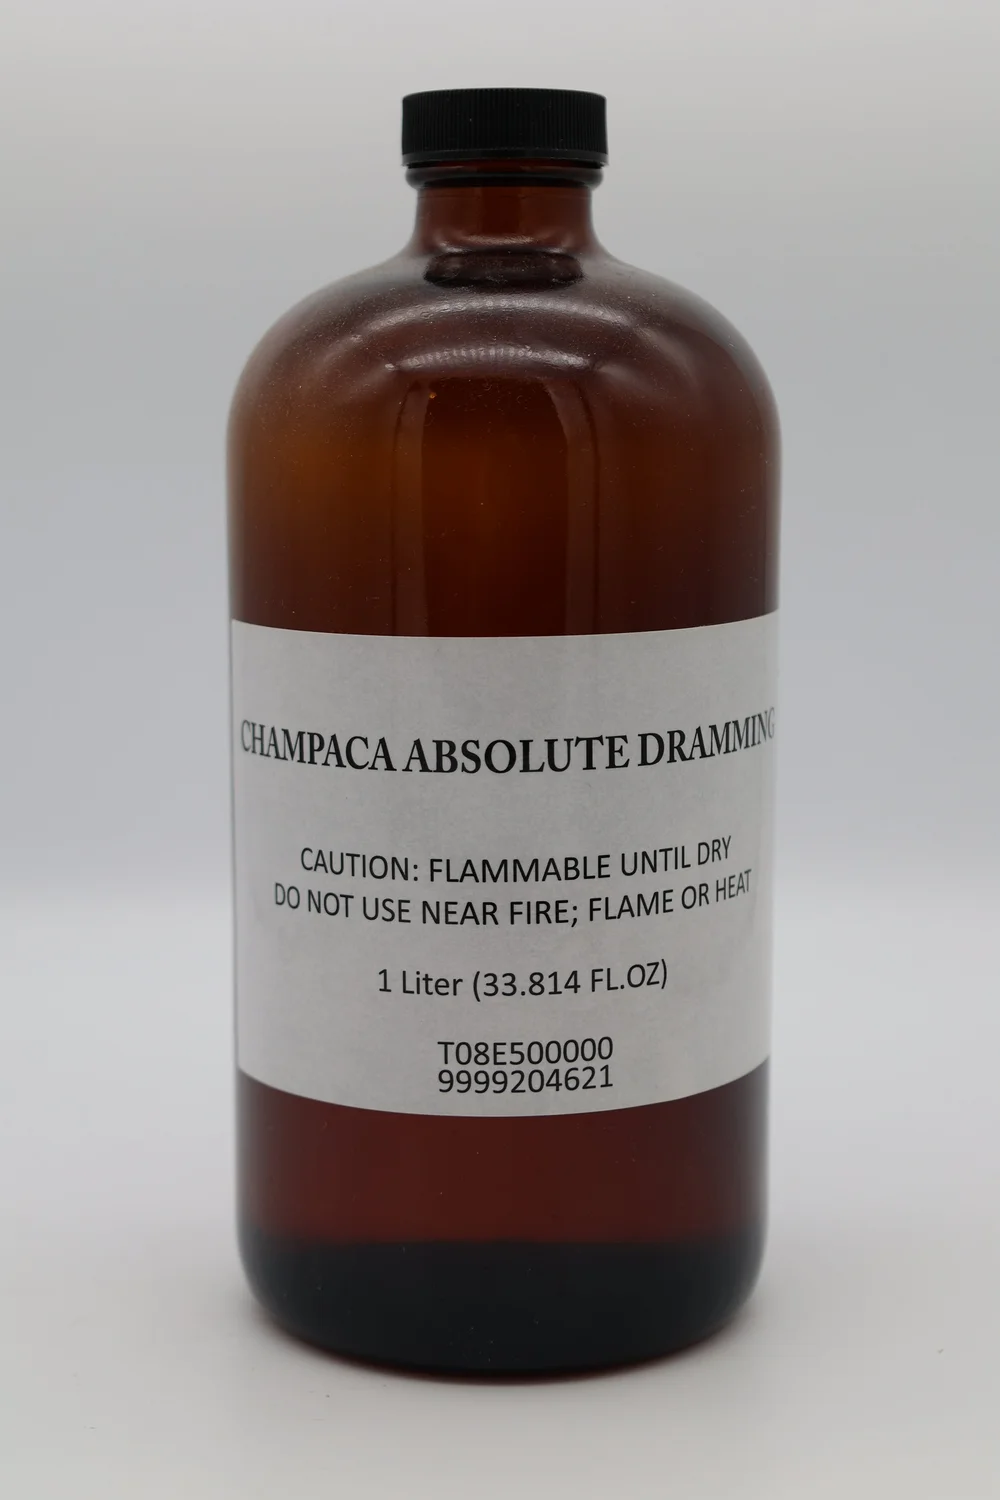 CHAMPACA ABSOLUTE DRAMMING
CAUTION: FLAMMABLE UNTIL DRY
DO NOT USE NEAR FIRE; FLAME OR HEAT
1 Liter (33.814 FL.OZ)
T08E500000
9999204621